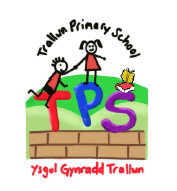 Trallwn Primary School
TPS
Ysgol Gynradd Trallwn